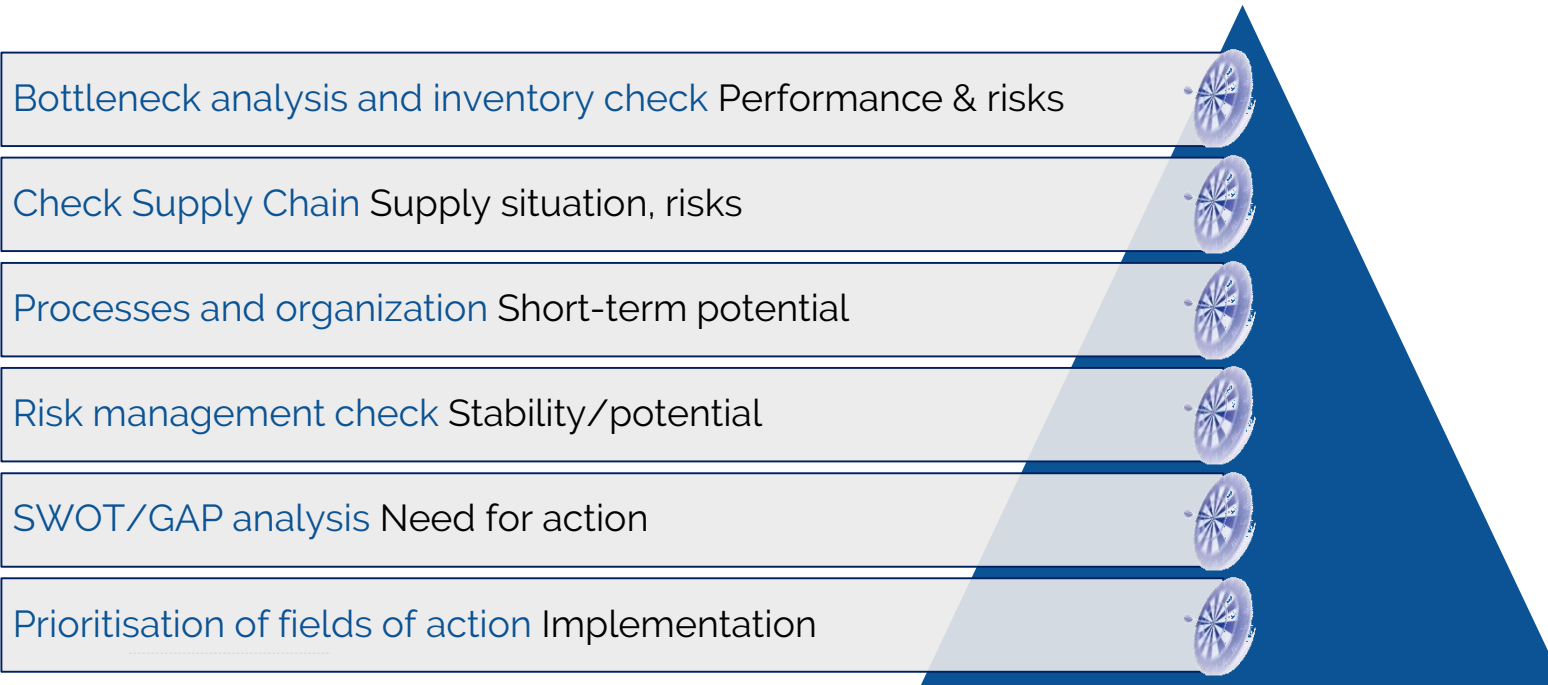 Bottleneck analysis and inventory check Performance & risks
Check Supply Chain Supply situation, risks
Processes and organization Short-term potential
Risk management check Stability/potential
SWOT/GAP analysis Need for action
Prioritisation of fields of action Implementation